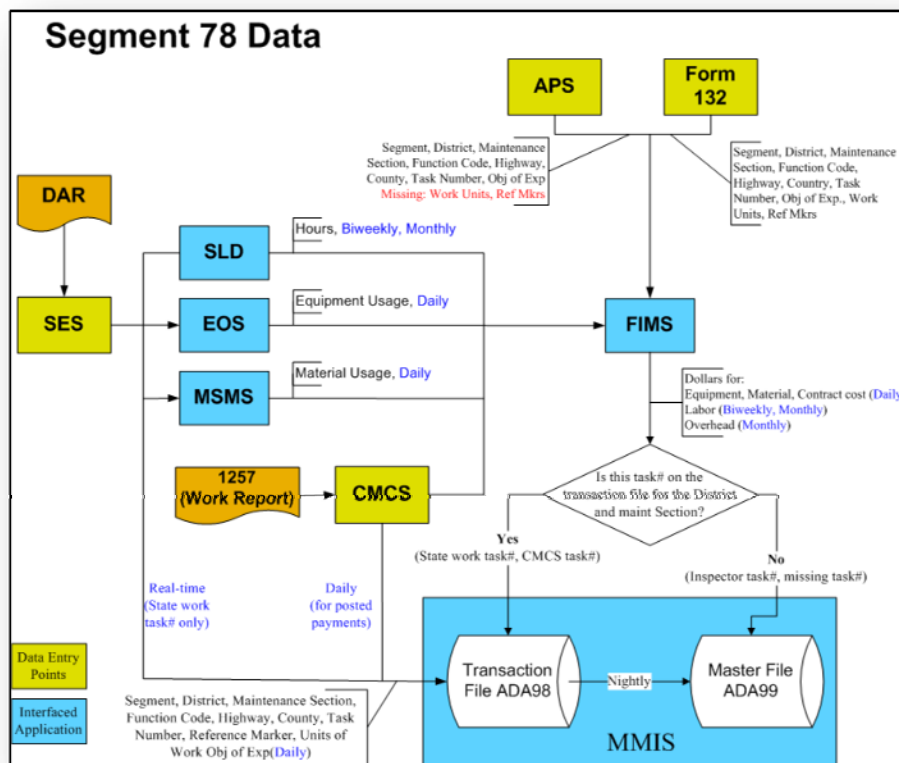 Segment 78 Data
APS
Form
132
Segment, District, Maintenance
Section, Function Code, Highway,
County, Task Number, Obj of Exp
Missing: Work Units, Ref Mkrs
Segment, District, Maintenance
Section, Function Code,
Highway, Country, Task
Number, Obj of Exp., Work
Units, Ref Mkrs
DAR
SLD
Hours, Biweekly, Monthly
SES
EOS
Equipment Usage, Daily
FIMS
MSMS
Material Usage, Daily
Dollars for:
Equipment, Material, Contract cost (Daily
Labor (Biweekly, Monthly)
Overhead (Monthly)
1257
(Work Report)
CMCS
Is this task# on the
transaction file for the District
and maint Section?
Yes
(State work task#, CMCS task#)
No
(Inspector task#, missing task#)
Real-time
(State work
task# only)
Daily
(for posted
payments)
Data Entry
Points
Interfaced
Application
Transaction
File ADA98
Nightly
Master File
ADA99
MMIS
Segment, District, Maintenance Section,
Function Code, Highway, County, Task
Number, Reference Marker, Units of
Work Obj of Exp(Daily)